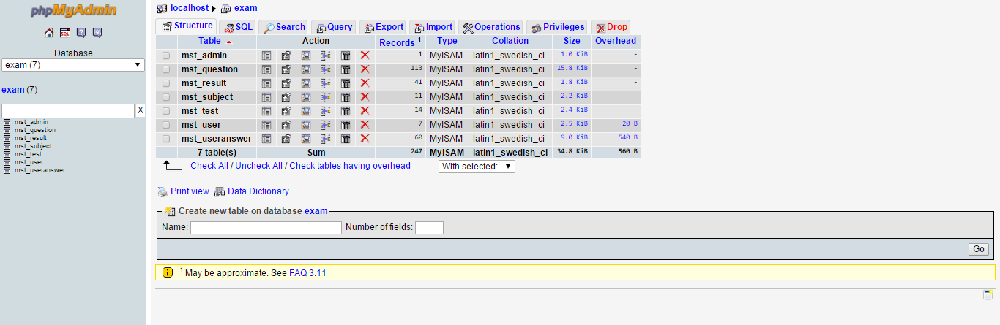 phpMyAdmin
Database
exam (7)
exam (7)
X
mst_admin
mst_question
mst_result
mst_subject
mst_test
mst_user
mst_useranswer
localhost exam
Structure SQL Search Query Export Import Operations Privileges Drop
Table Action Records 1 Type Collation Size Overhead
mst_admin 1 MyISAM latin1_swedish_ci 1.0 KiB -
mst_question 113 MyISAM latin1_swedish_ci 15.8 KiB -
mst_result 41 MyISAM latin1_swedish_ci 1.8 KiB -
mst_subject 11 MyISAM latin1_swedish_ci 2.2 KiB -
mst_test 14 MyISAM latin1_swedish_ci 2.4 KiB -
mst_user 7 MyISAM latin1_swedish_ci 2.5 KiB 20 B
mst_useranswer 60 MyISAM latin1_swedish_ci 9.0 KiB 540 B
7 table(s) Sum 247 MyISAM latin1_swedish_ci 34.8 KiB 560 B
Check All / Uncheck All / Check tables having overhead With selected:
Print view Data Dictionary
Create new table on database exam
Name: Number of fields:
Go
1 May be approximate. See FAQ 3.11